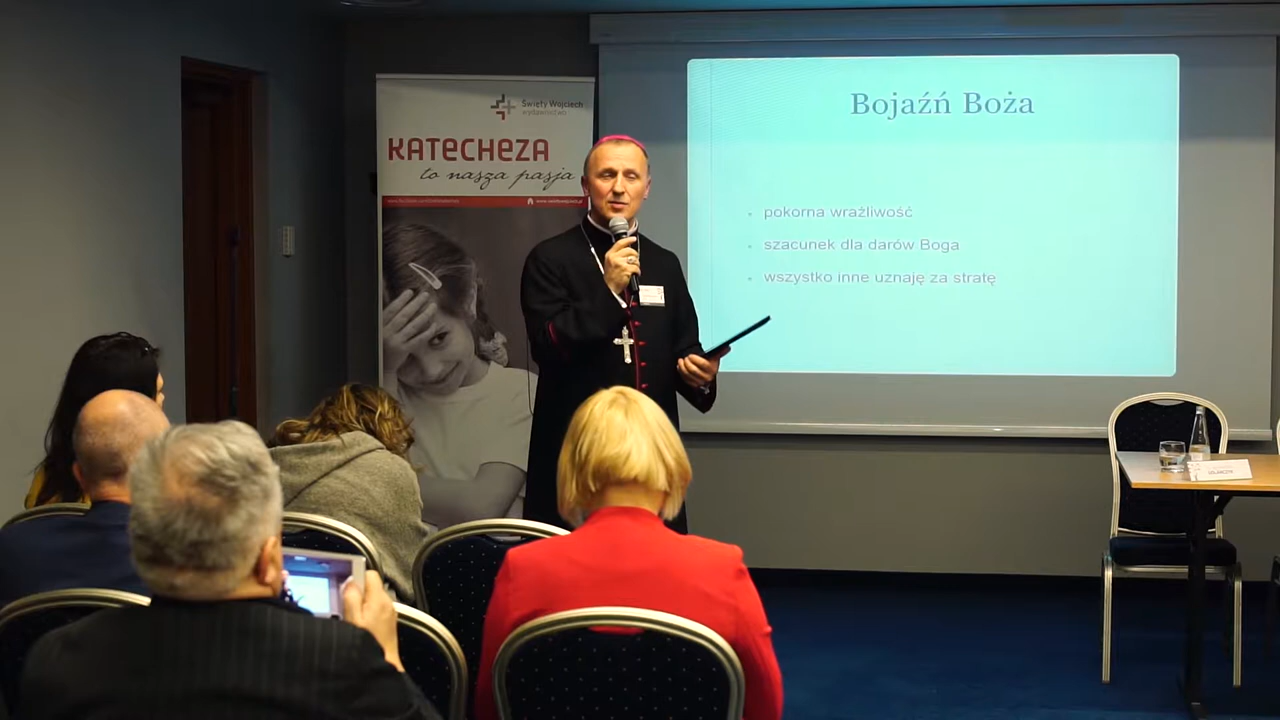 Święty Wojciech
wydawnictwo
KATECHEZA
to nasza pasja
Bojaźń Boża
pokorna wrażliwość
szacunek dla darów Boga
wszystko inne uznaję za stratę